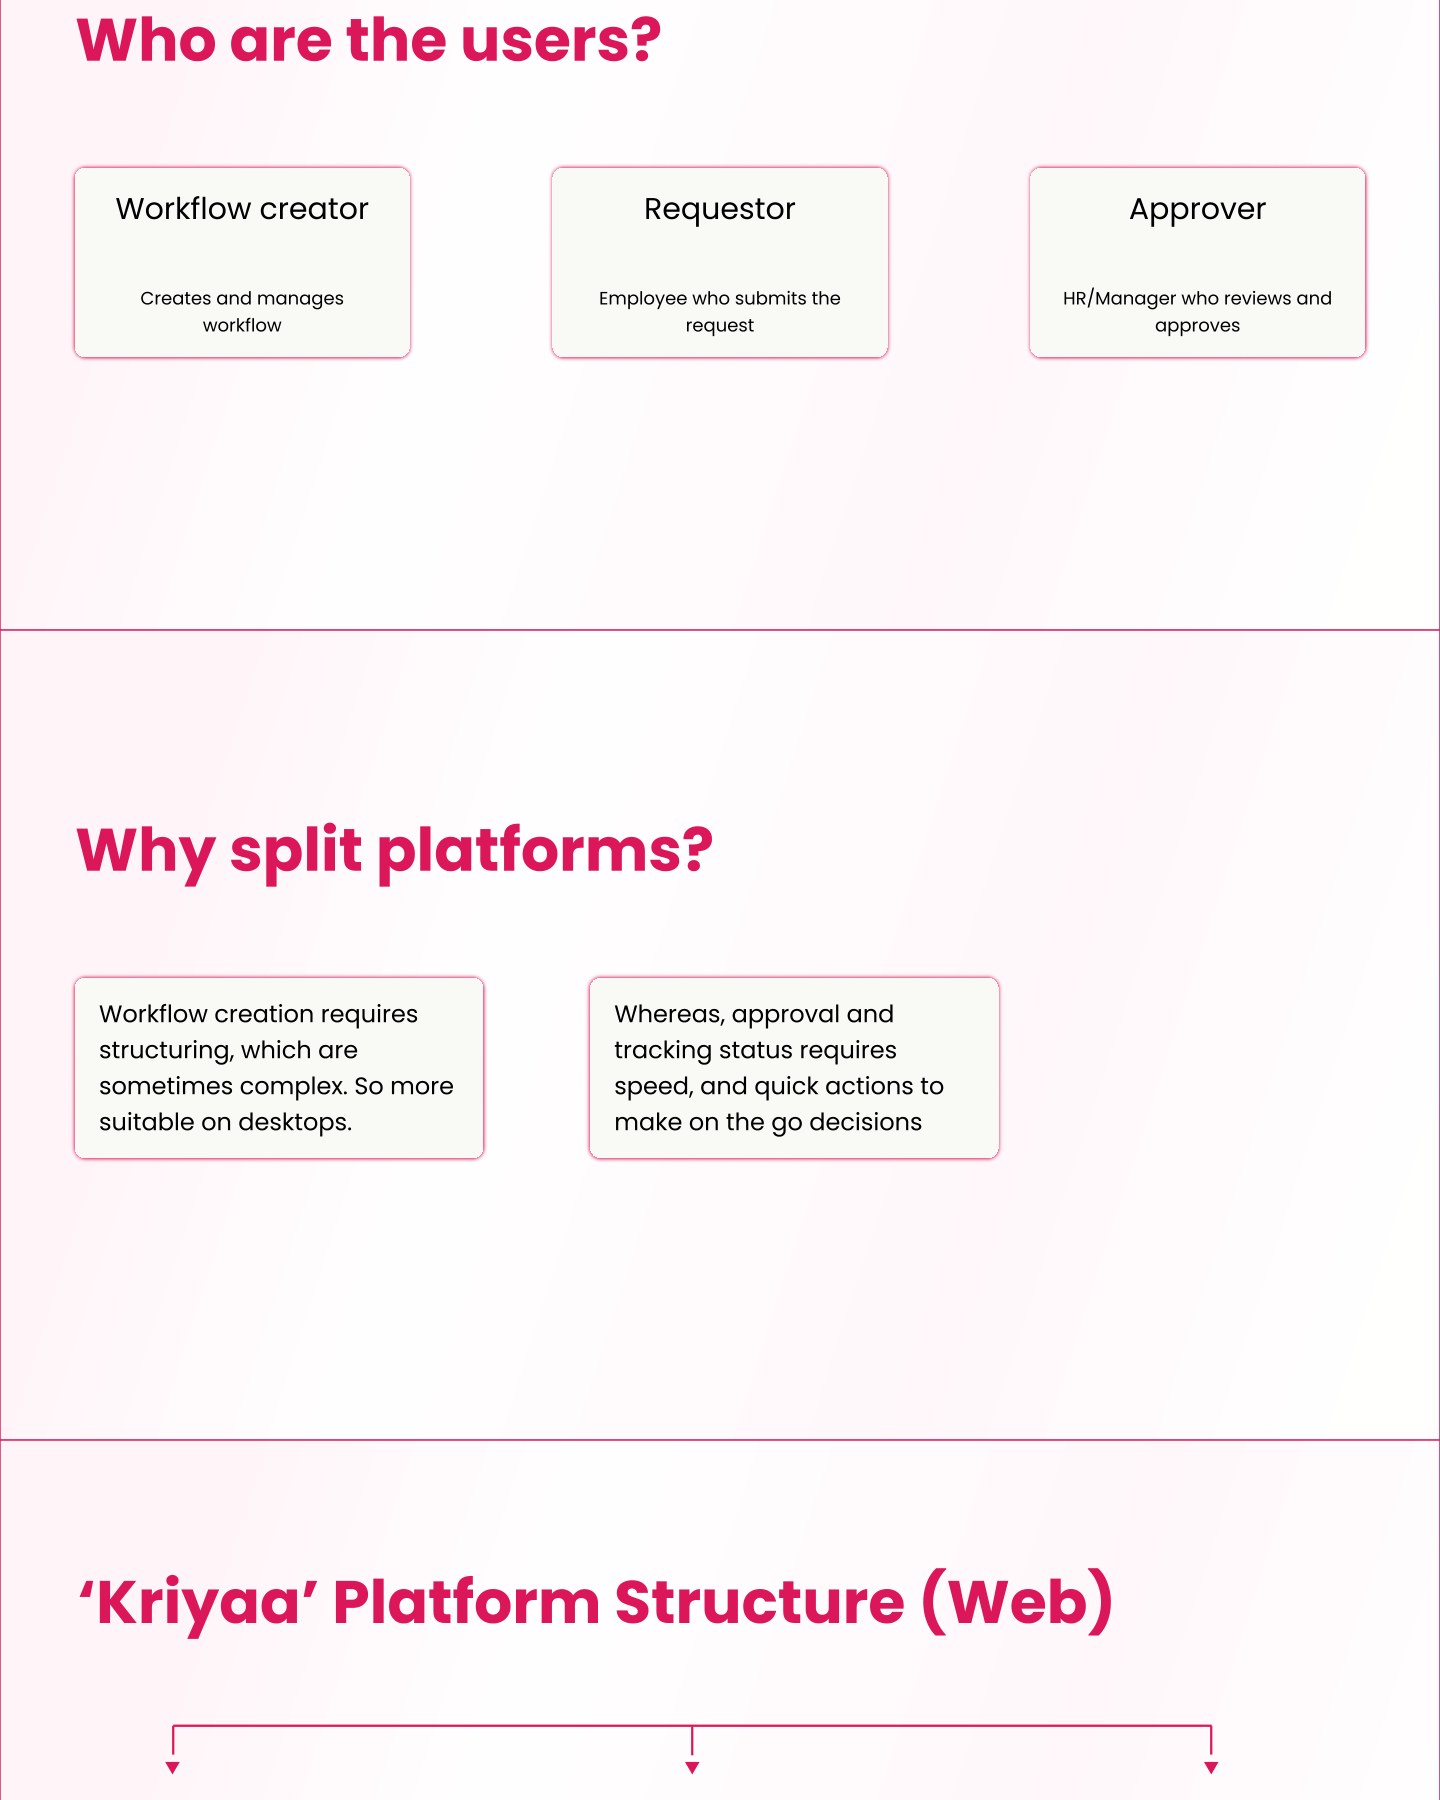 Who are the users?
Workflow creator
Creates and manages
workflow
Requestor
Employee who submits the
request
Approver
HR/Manager who reviews and
approves
Why split platforms?
Workflow creation requires
structuring, which are
sometimes complex. So more
suitable on desktops.
Whereas, approval and
tracking status requires
speed, and quick actions to
make on the go decisions
‘Kriyaa’ Platform Structure (Web)